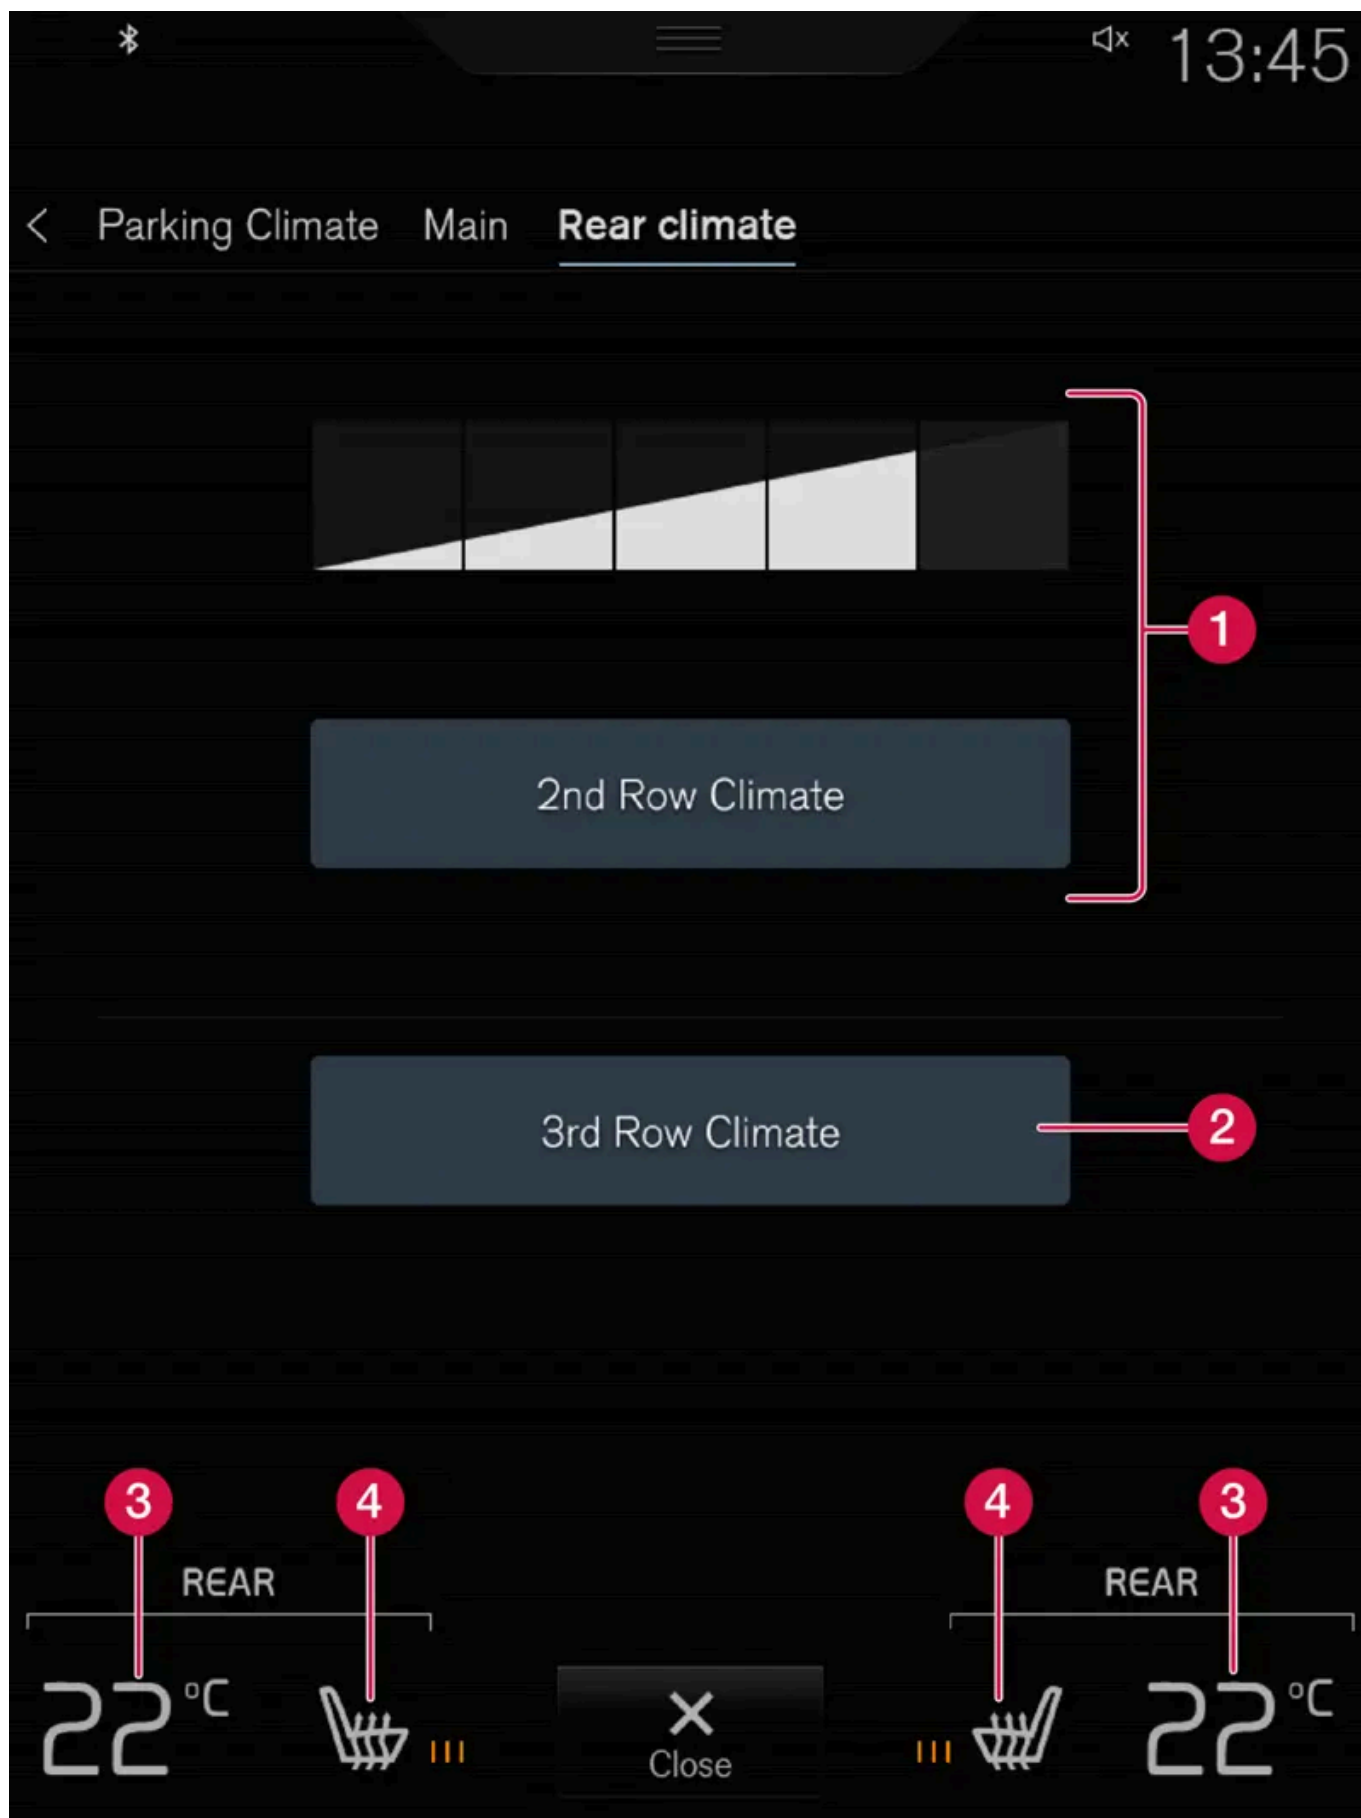 13:45
Parking Climate Main Rear climate
1
2nd Row Climate
3rd Row Climate 2
3 4 4 3
REAR REAR
22 °C 22 °C
Close